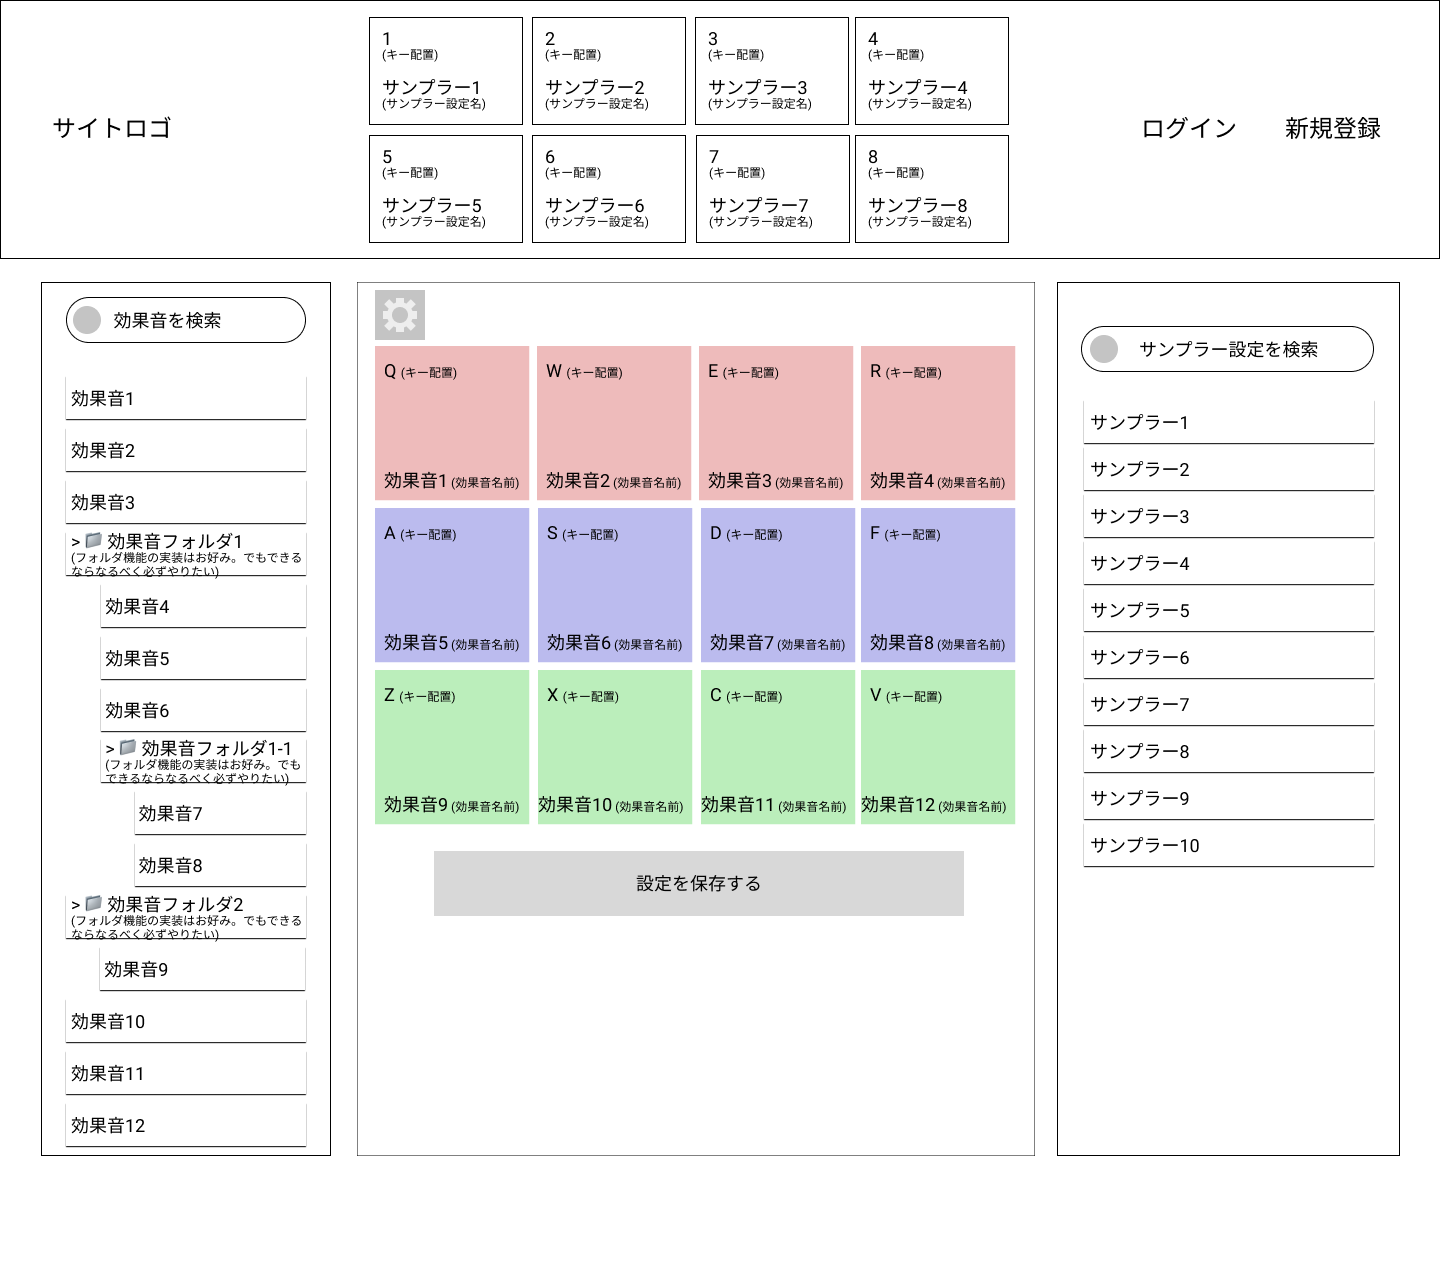 サイトロゴ
1
(キー配置)
サンプラー1
(サンプラー設定名)
2
(キー配置)
サンプラー2
(サンプラー設定名)
3
(キー配置)
サンプラー3
(サンプラー設定名)
4
(キー配置)
サンプラー4
(サンプラー設定名)
5
(キー配置)
サンプラー5
(サンプラー設定名)
6
(キー配置)
サンプラー6
(サンプラー設定名)
7
(キー配置)
サンプラー7
(サンプラー設定名)
8
(キー配置)
サンプラー8
(サンプラー設定名)
ログイン
新規登録
効果音を検索
効果音1
効果音2
効果音3
> 効果音フォルダ1
(フォルダ機能の実装はお好み。でもできる
ならなるべく必ずやりたい)
効果音4
効果音5
効果音6
> 効果音フォルダ1-1
(フォルダ機能の実装はお好み。でも
できるならなるべく必ずやりたい)
効果音7
効果音8
> 効果音フォルダ2
(フォルダ機能の実装はお好み。でもできる
ならなるべく必ずやりたい)
効果音9
効果音10
効果音11
効果音12
Q (キー配置)
効果音1 (効果音名前)
W (キー配置)
効果音2 (効果音名前)
E (キー配置)
効果音3 (効果音名前)
R (キー配置)
効果音4 (効果音名前)
A (キー配置)
効果音5 (効果音名前)
S (キー配置)
効果音6 (効果音名前)
D (キー配置)
効果音7 (効果音名前)
F (キー配置)
効果音8 (効果音名前)
Z (キー配置)
効果音9 (効果音名前)
X (キー配置)
効果音10 (効果音名前)
C (キー配置)
効果音11 (効果音名前)
V (キー配置)
効果音12 (効果音名前)
設定を保存する
サンプラー設定を検索
サンプラー1
サンプラー2
サンプラー3
サンプラー4
サンプラー5
サンプラー6
サンプラー7
サンプラー8
サンプラー9
サンプラー10